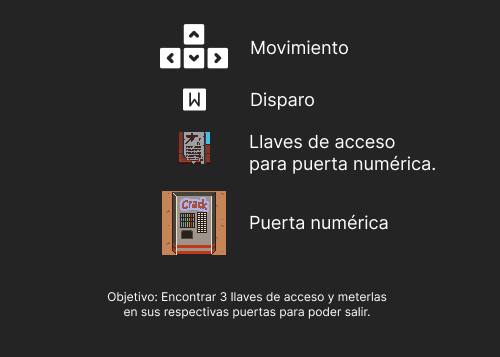 Movimiento
W
Disparo
Llaves de acceso
para puerta numérica.
Crack
Puerta numérica
Objetivo: Encontrar 3 llaves de acceso y meterlas
en sus respectivas puertas para poder salir.